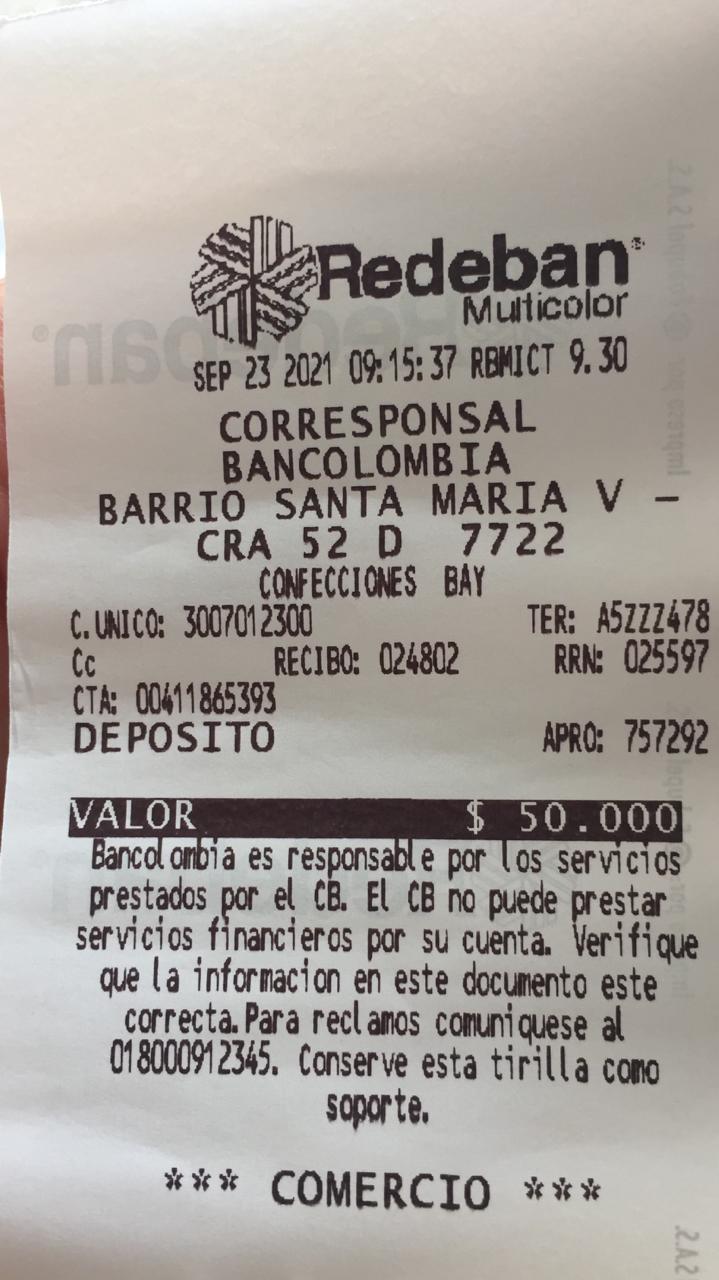 Redeban®
Multicolor
SEP 23 2021 09:15:37 RBMICT 9.30
CORRESPONSAL
BANCOLOMBIA
BARRIO SANTA MARIA V -
CRA 52 D 7722
CONFECCIONES BAY
C.UNICO: 3007012300 TER: A5ZZZ478
Cc RECIBO: 024802 RRN: 025597
CTA: 00411865393
DEPOSITO APRO: 757292
VALOR $ 50.000
Bancolombia es responsable por los servicios
prestados por el CB. El CB no puede prestar
servicios financieros por su cuenta. Verifique
que la informacion en este documento este
correcta. Para reclamos comuniquese al
018000912345. Conserve esta tirilla como
soporte.
*** COMERCIO ***